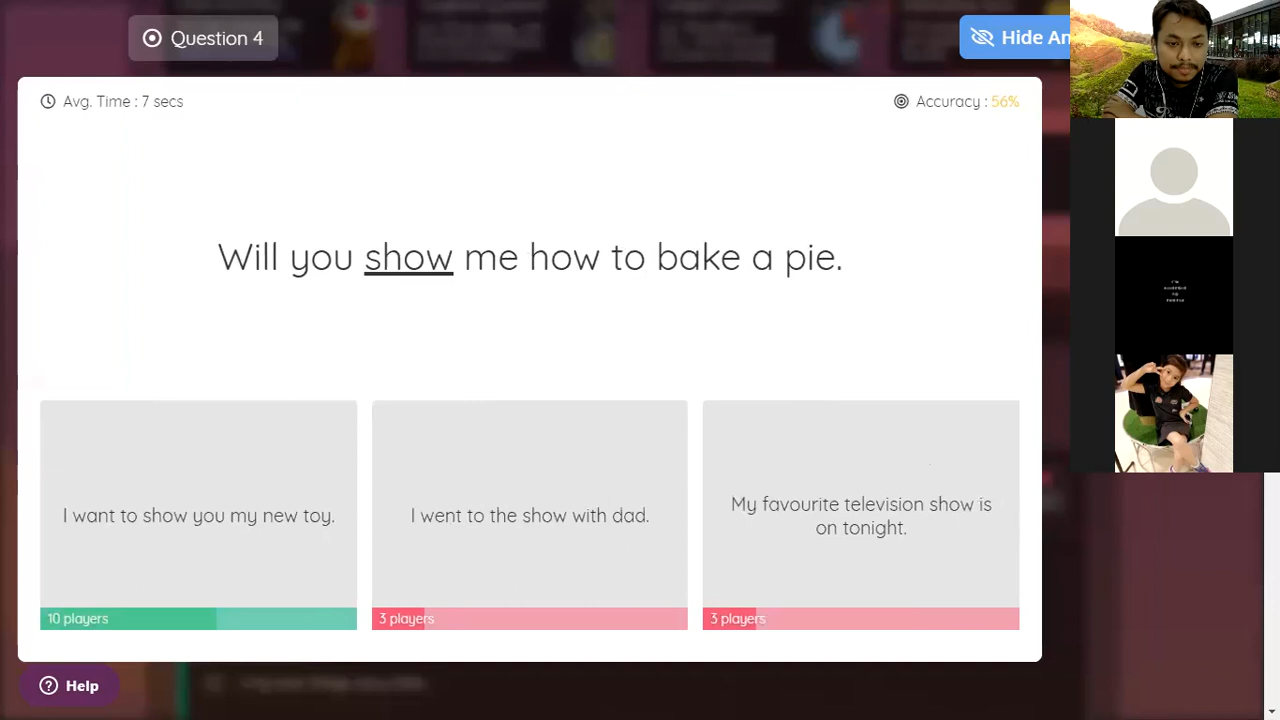 Question 4
Hide An
Avg. Time : 7 secs
Accuracy : 56%
Will you show me how to bake a pie.
I want to show you my new toy.
I went to the show with dad.
My favourite television show is
on tonight.
10 players
3 players
3 players
Help